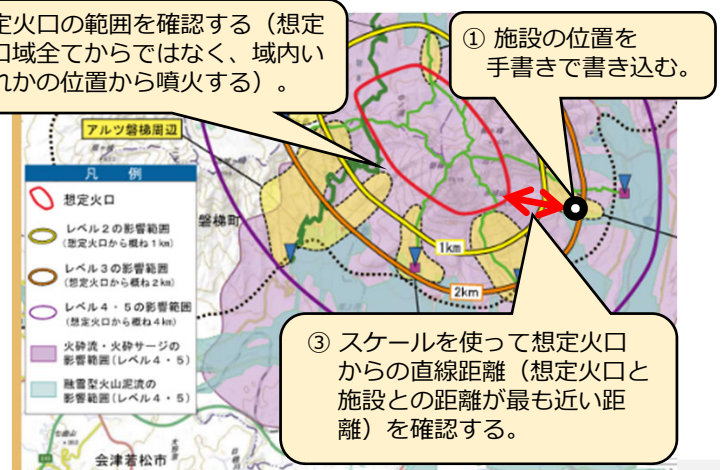 定火口の範囲を確認する（想定
口域全てからではなく、域内い
れかの位置から噴火する）。
① 施設の位置を
手書きで書き込む。
アルツ磐梯周辺
凡 例
想定火口
レベル２の影響範囲
(想定火口から概ね１km)
レベル３の影響範囲
(想定火口から概ね２km)
レベル４・５の影響範囲
(想定火口から概ね４km)
火砕流・火砕サージの
影響範囲(レベル４・５)
融雪型火山泥流の
影響範囲(レベル４・５)
磐梯町
1km
2km
③ スケールを使って想定火口
からの直線距離（想定火口と
施設との距離が最も近い距
離）を確認する。
会津若松市